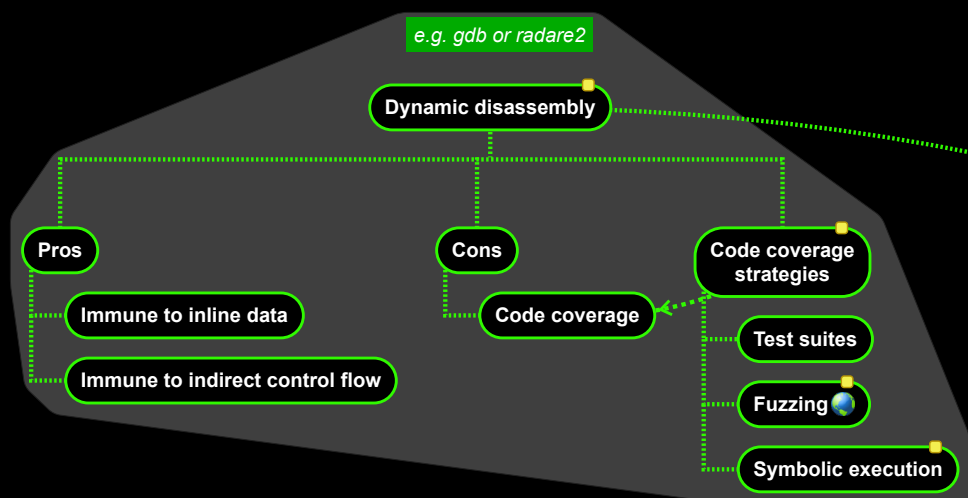 e.g. gdb or radare2
Dynamic disassembly
Pros
Immune to inline data
Immune to indirect control flow
Cons
Code coverage
Code coverage
strategies
Test suites
Fuzzing
Symbolic execution